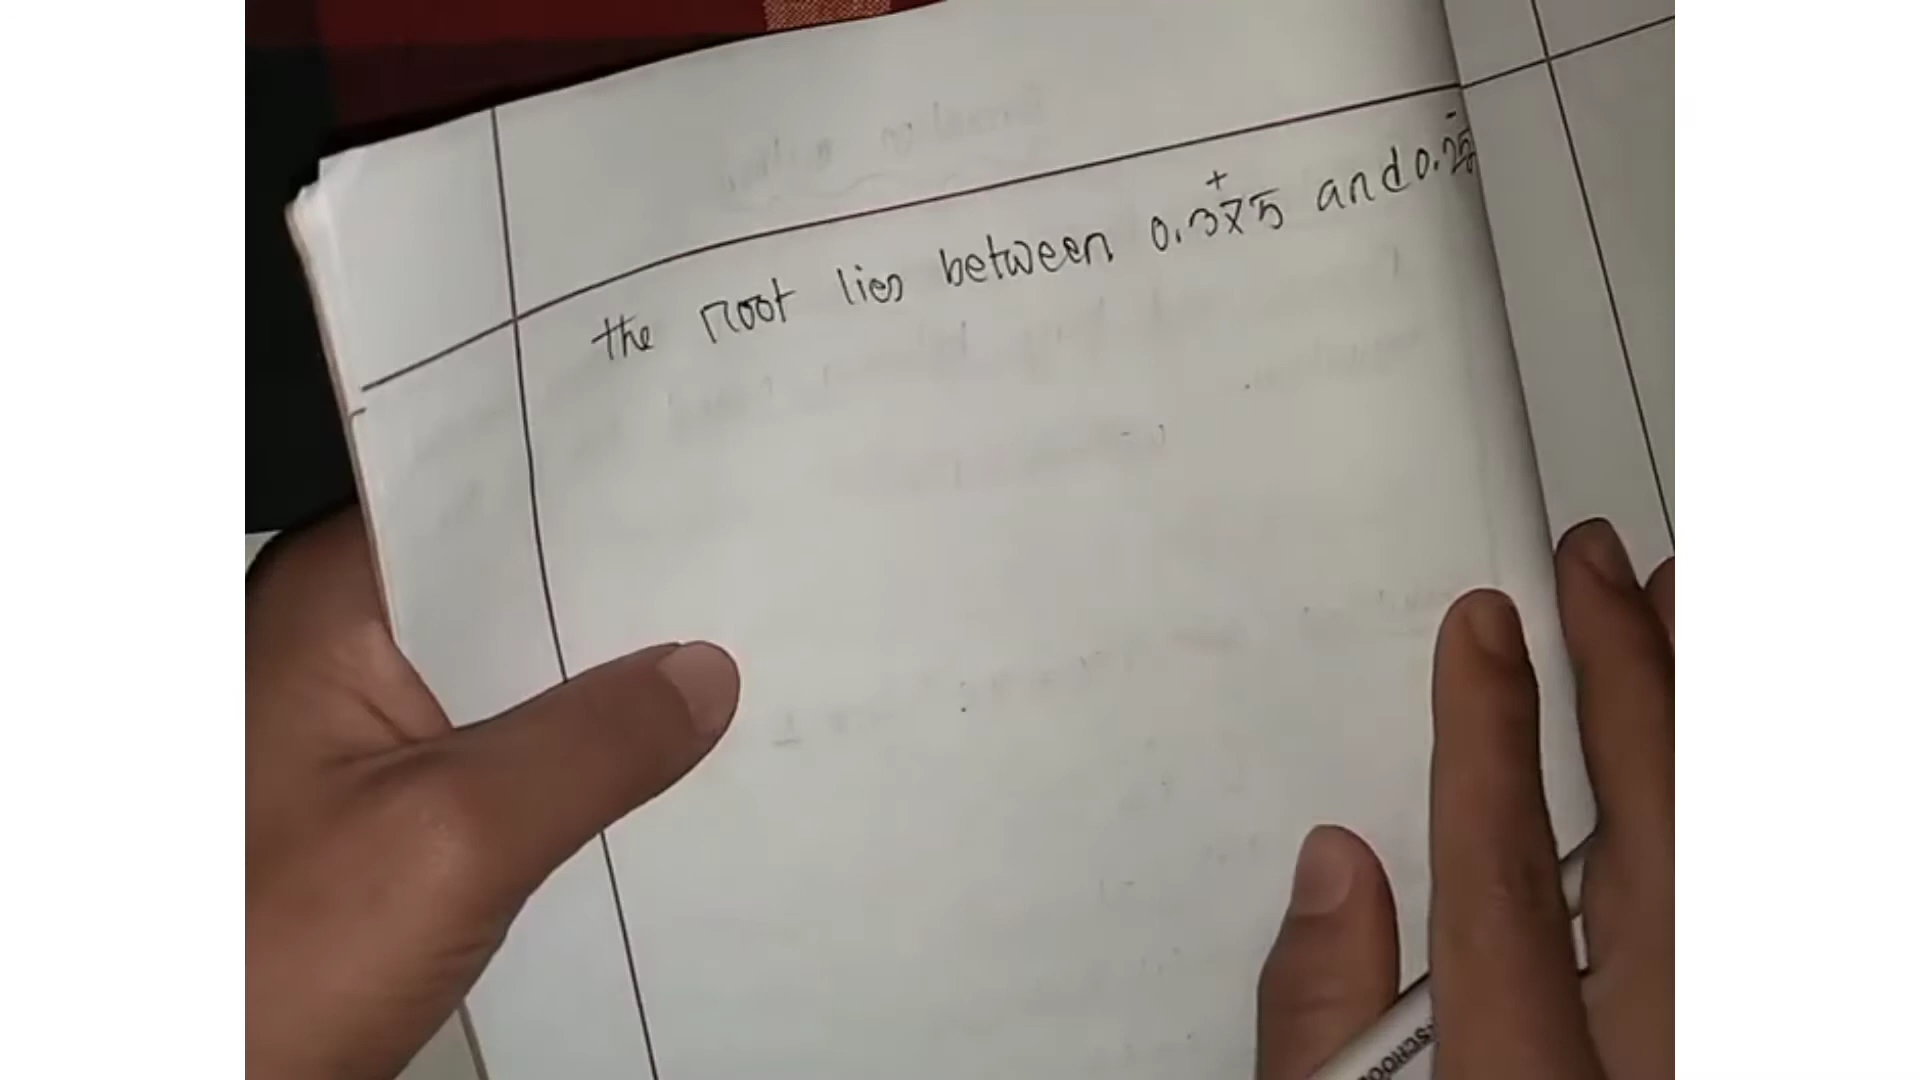 the root lies between 0.375 and 0.25
+ -